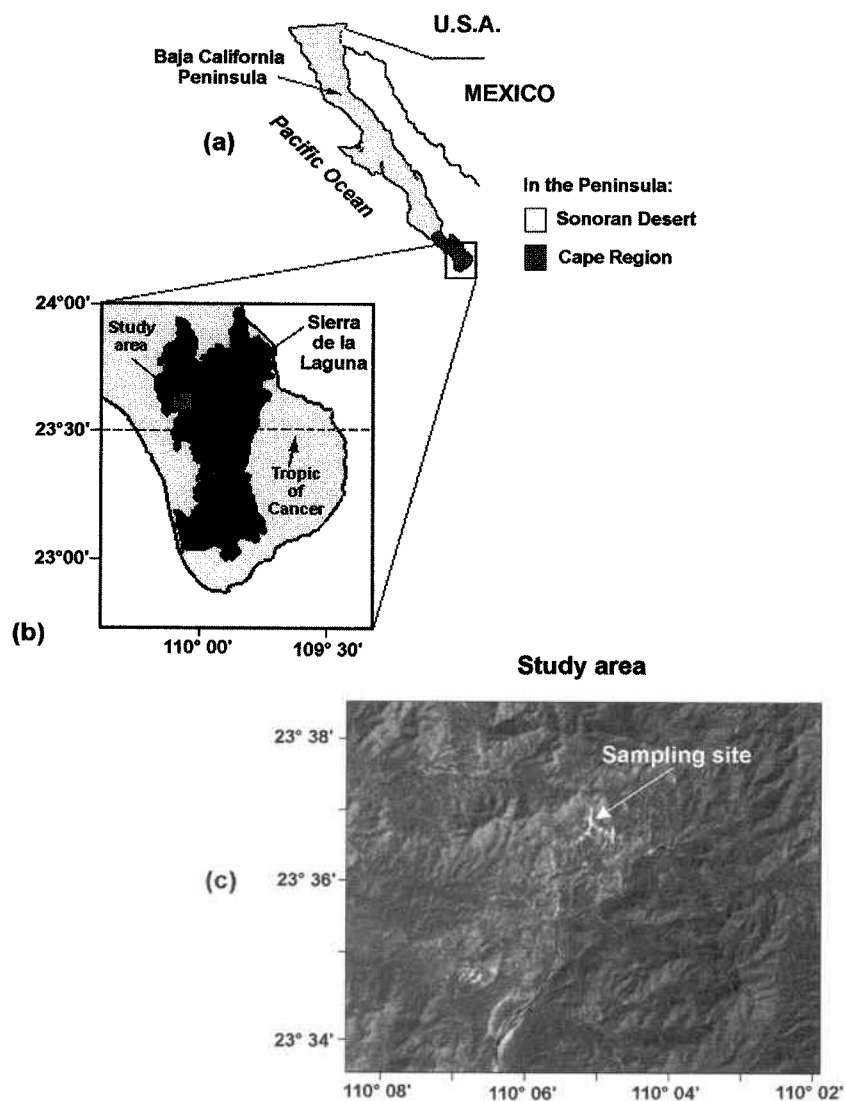 U.S.A.
Baja California
Peninsula
MEXICO
(a)
Pacific Ocean
In the Peninsula:
Sonoran Desert
Cape Region
24°00'
Study
area
Sierra
de la
Laguna
23°30'
Tropic
of
Cancer
23°00'
(b)
110° 00'
109° 30'
Study area
23° 38'
Sampling site
(c)
23° 36'
23° 34'
110° 08'
110° 06'
110° 04'
110° 02'